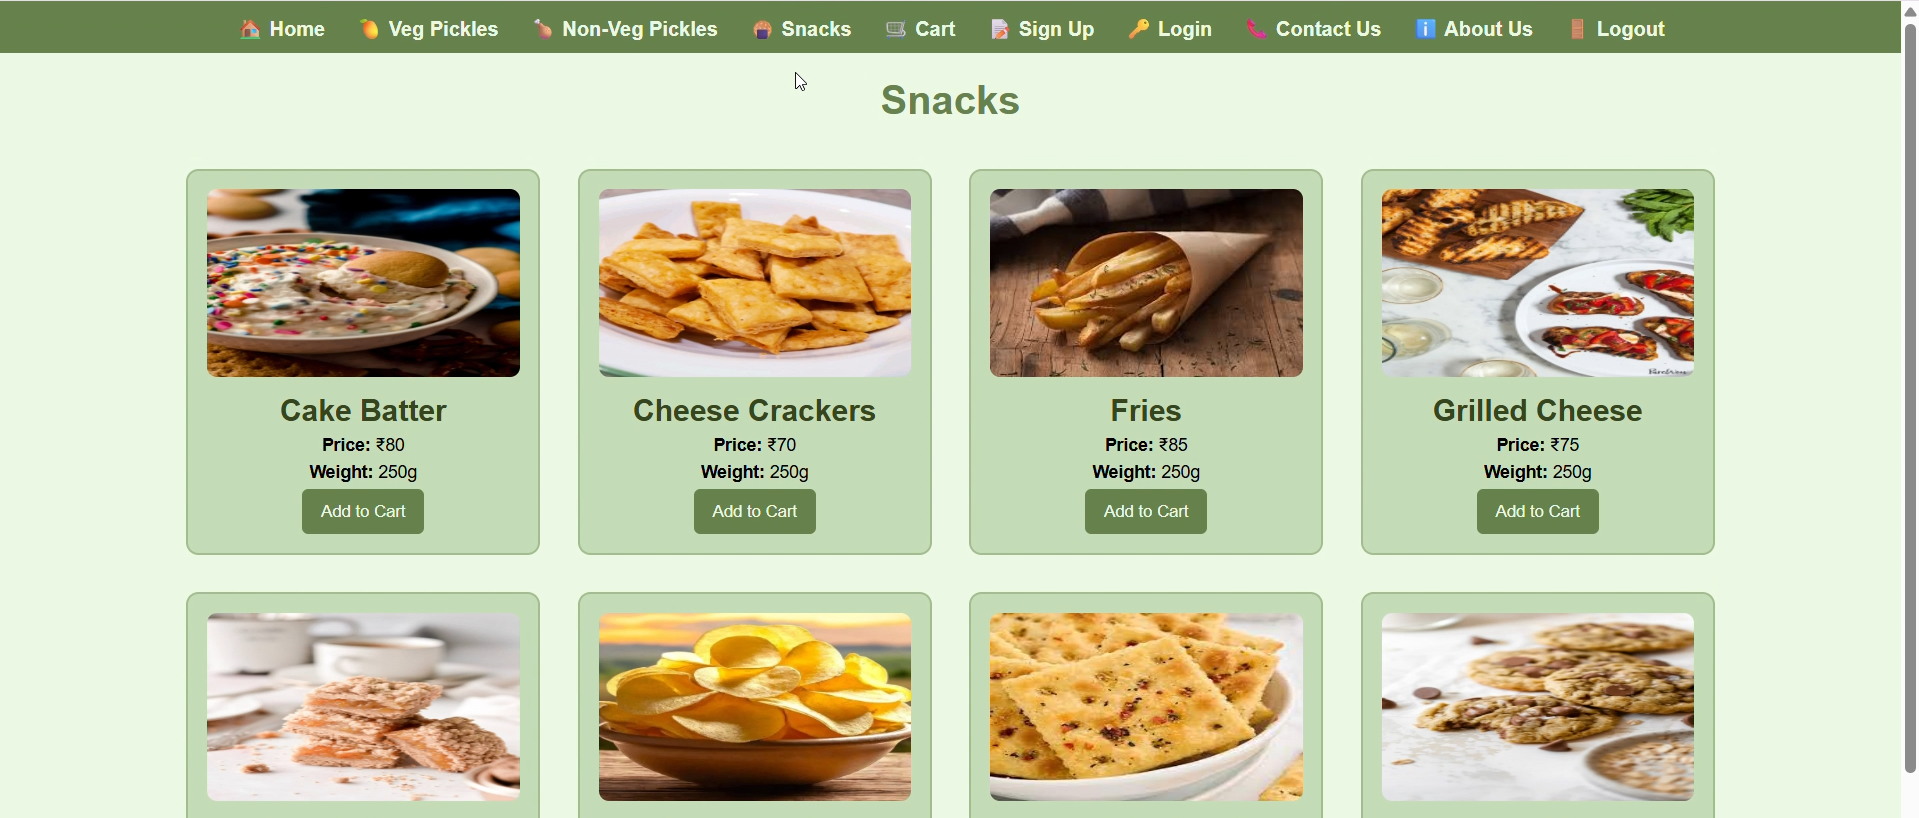 Home Veg Pickles Non-Veg Pickles Snacks Cart Sign Up Login Contact Us About Us Logout
Snacks
Cake Batter
Price: ₹80
Weight: 250g
Add to Cart
Cheese Crackers
Price: ₹70
Weight: 250g
Add to Cart
Fries
Price: ₹85
Weight: 250g
Add to Cart
Grilled Cheese
Price: ₹75
Weight: 250g
Add to Cart